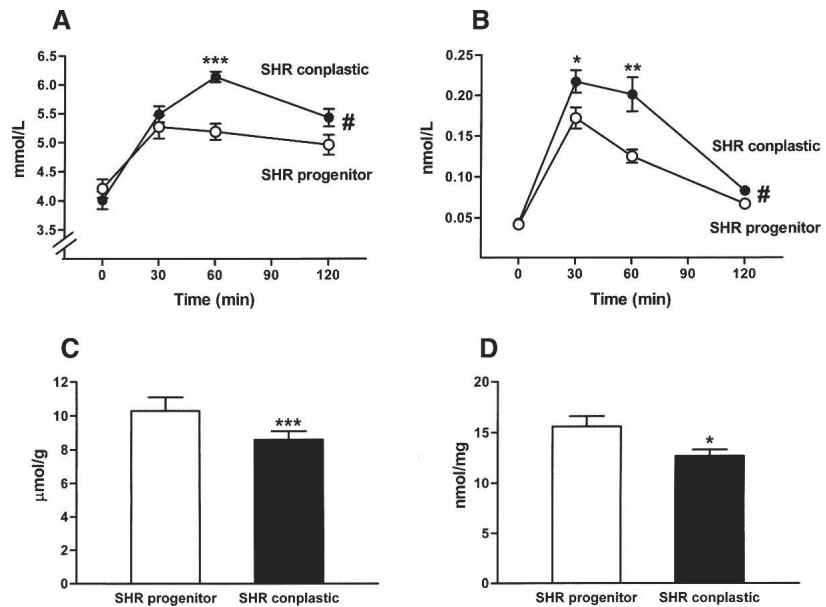 A
mmol/L
6.5
6.0
5.5
5.0
4.5
4.0
3.5
***
SHR conplastic
#
SHR progenitor
0 30 60 90 120
Time (min)
B
nmol/L
0.25
0.20
0.15
0.10
0.05
*
**
SHR conplastic
#
SHR progenitor
0 30 60 90 120
Time (min)
C
μmol/g
12
10
8
6
4
2
0
***
SHR progenitor SHR conplastic
D
nmol/mg
20
15
10
5
0
*
SHR progenitor SHR conplastic